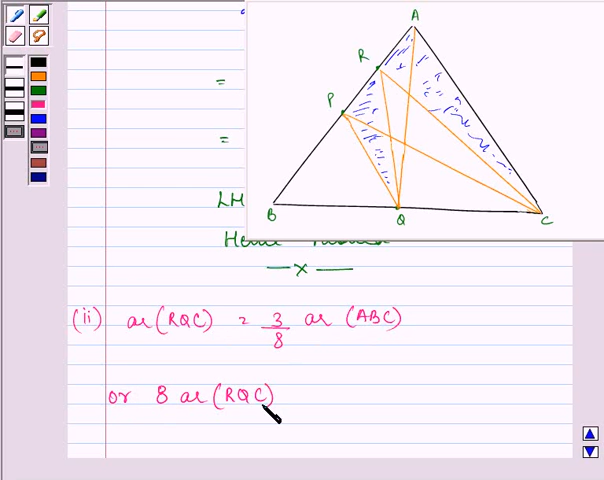 A
R
P
B
Q
C
=
=
LH
Hence
(ii) ar (RQC) = 3/8 ar (ABC)
or 8 ar (RQC)